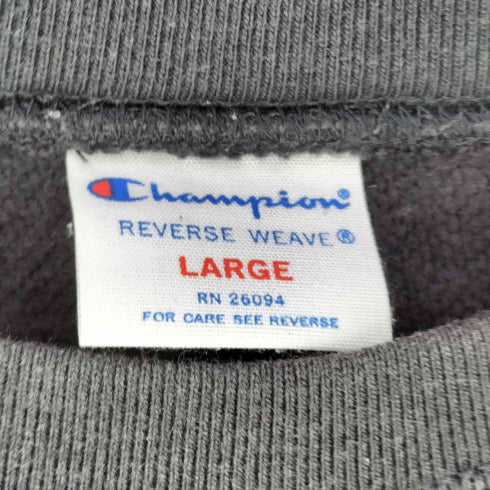 Champion®
REVERSE WEAVE®
LARGE
RN 26094
FOR CARE SEE REVERSE